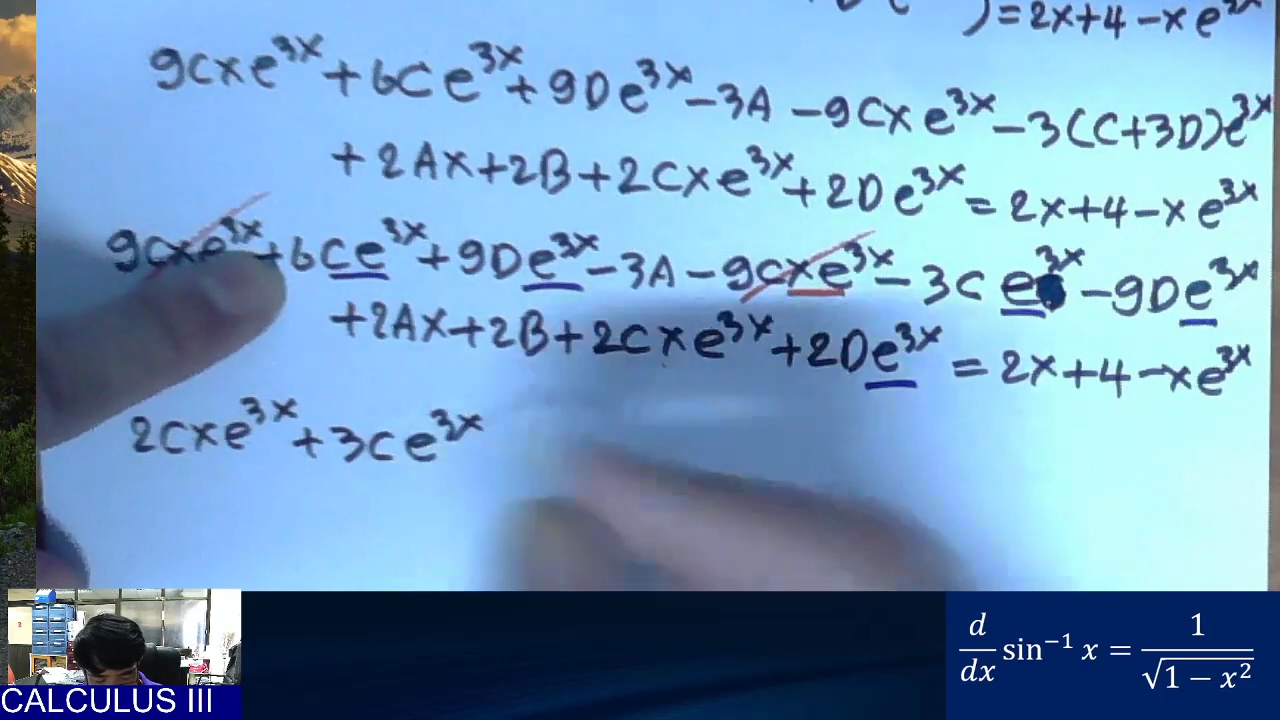 ) = 2x + 4 - xe^{3x}
9Cxe^{3x} + 6Ce^{3x} + 9De^{3x} - 3A - 9Cxe^{3x} - 3(C+3D)e^{3x}
+ 2Ax + 2B + 2Cxe^{3x} + 2De^{3x} = 2x + 4 - xe^{3x}
9Cxe^{3x} + 6Ce^{3x} + 9De^{3x} - 3A - 9Cxe^{3x} - 3Ce^{3x} - 9De^{3x}
+ 2Ax + 2B + 2Cxe^{3x} + 2De^{3x} = 2x + 4 - xe^{3x}
2Cxe^{3x} + 3Ce^{3x}
d/dx sin^{-1} x = 1/√(1 - x^2)
CALCULUS III